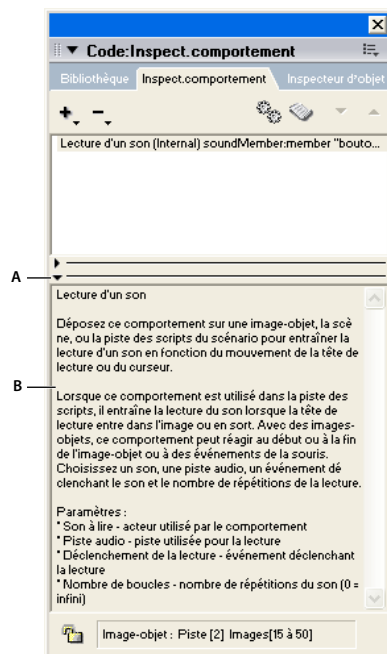 Code:Inspect.comportement
Bibliothèque Inspect.comportement Inspecteur d'objet
Lecture d'un son (Internal) soundMember:member "bouto...
A
Lecture d'un son
Déposez ce comportement sur une image-objet, la scè
ne, ou la piste des scripts du scénario pour entraîner la
lecture d'un son en fonction du mouvement de la tête de
lecture ou du curseur.
B
Lorsque ce comportement est utilisé dans la piste des
scripts, il entraîne la lecture du son lorsque la tête de
lecture entre dans l'image ou en sort. Avec des images-
objets, ce comportement peut réagir au début ou à la fin
de l'image-objet ou à des événements de la souris.
Choisissez un son, une piste audio, un événement dé
clenchant le son et le nombre de répétitions de la lecture.
Paramètres :
* Son à lire - acteur utilisé par le comportement
* Piste audio - piste utilisée pour la lecture
* Déclenchement de la lecture - événement déclenchant
la lecture
* Nombre de boucles - nombre de répétitions du son (0 =
infini)
Image-objet : Piste [2] Images[15 à 50]